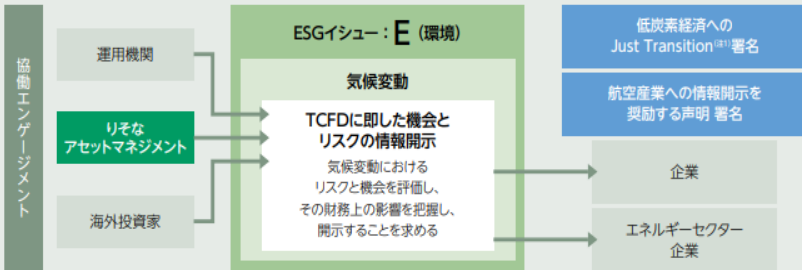 協働エンゲージメント
運用機関
りそな
アセットマネジメント
海外投資家
ESGイシュー：E（環境）
気候変動
TCFDに即した機会と
リスクの情報開示
気候変動における
リスクと機会を評価し、
その財務上の影響を把握し、
開示することを求める
低炭素経済への
Just Transition(注1)署名
航空産業への情報開示を
奨励する声明 署名
企業
エネルギーセクター
企業